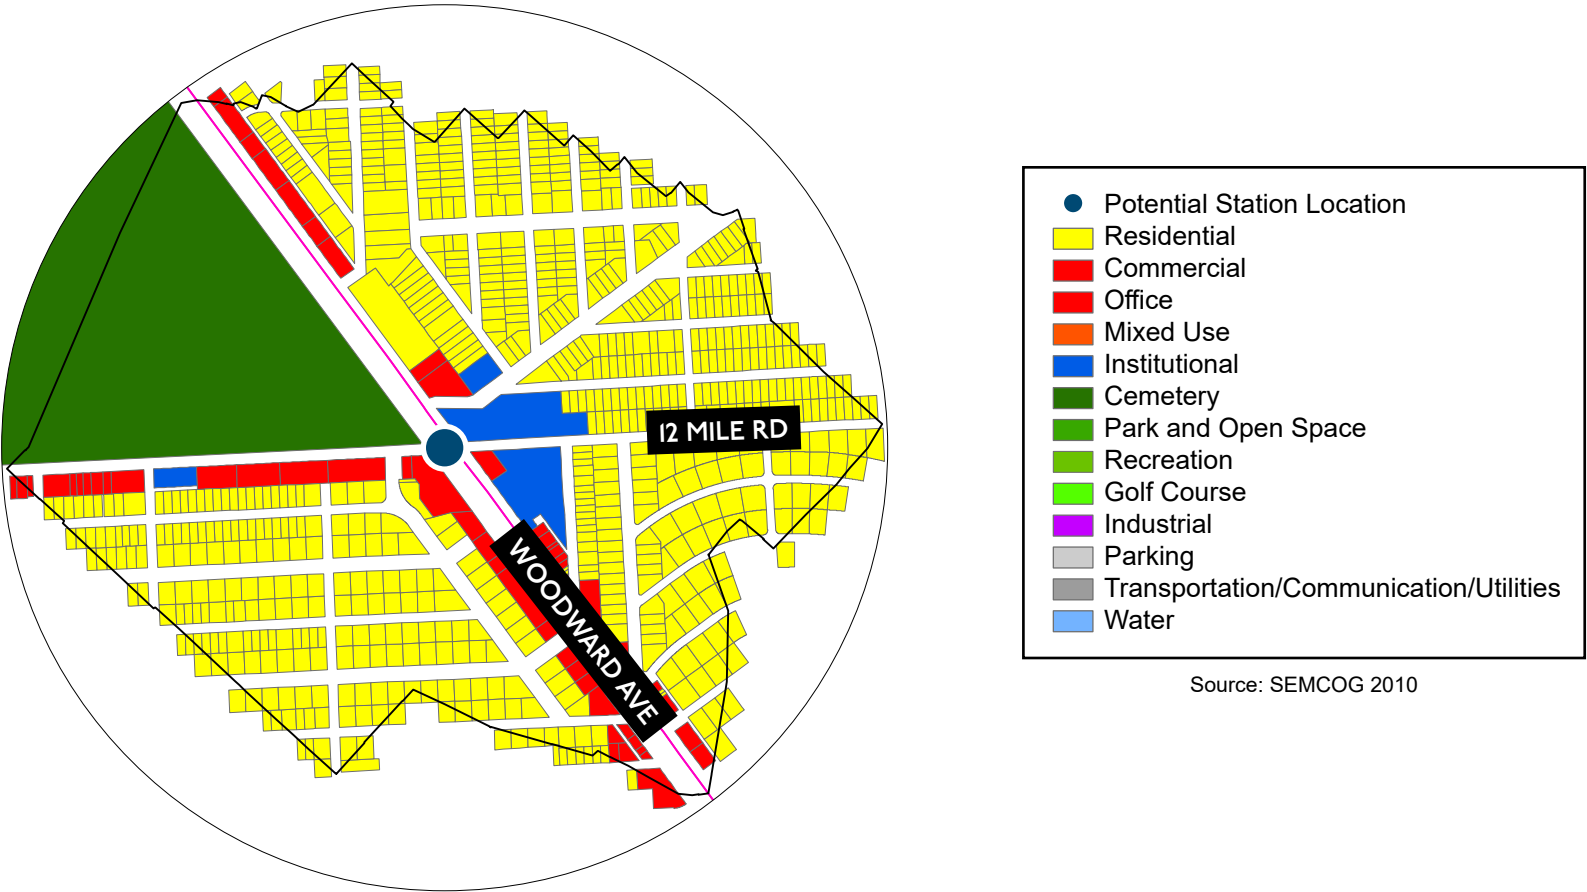 12 MILE RD
WOODWARD AVE
Potential Station Location
Residential
Commercial
Office
Mixed Use
Institutional
Cemetery
Park and Open Space
Recreation
Golf Course
Industrial
Parking
Transportation/Communication/Utilities
Water
Source: SEMCOG 2010